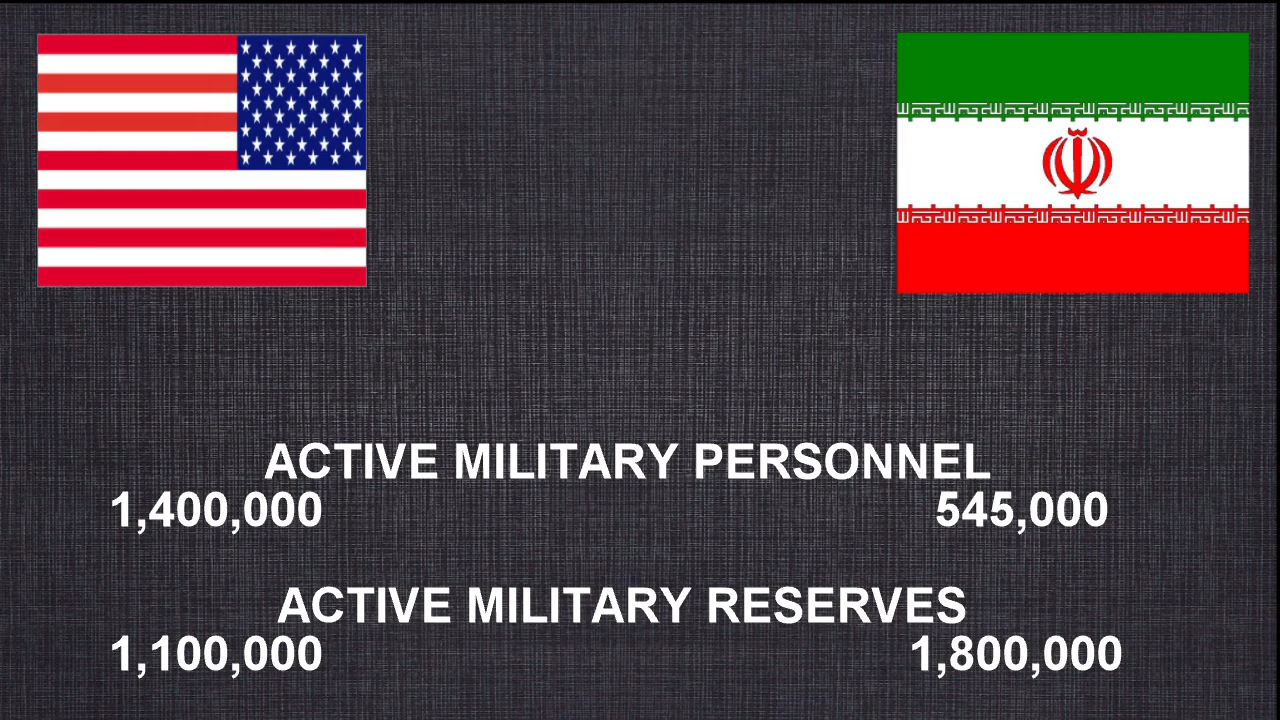 ACTIVE MILITARY PERSONNEL
1,400,000 545,000
ACTIVE MILITARY RESERVES
1,100,000 1,800,000